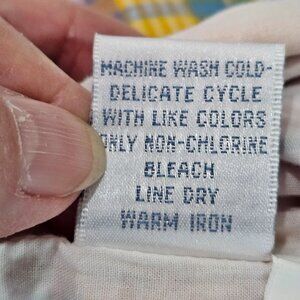 MACHINE WASH COLD-
DELICATE CYCLE
WITH LIKE COLORS
ONLY NON-CHLORINE
BLEACH
LINE DRY
WARM IRON